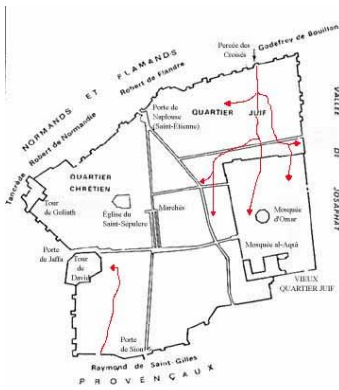 Percée des
Croisés
Godefroy de Bouillon
NORMANDS ET FLAMANDS
Robert de Flandre
Robert de Normandie
Tancrède
VALLÉE DE JOSAPHAT
Porte de
Naplouse
(Saint-Étienne)
QUARTIER JUIF
QUARTIER
CHRÉTIEN
Tour
de Goliath
Église du
Saint-Sépulcre
Marchés
Mosquée
d'Omar
Porte
de Jaffa
Tour
de
David
Mosquée al-Aqsâ
VIEUX
QUARTIER JUIF
Porte
de Sion
Raymond de Saint-Gilles
PROVENÇAUX